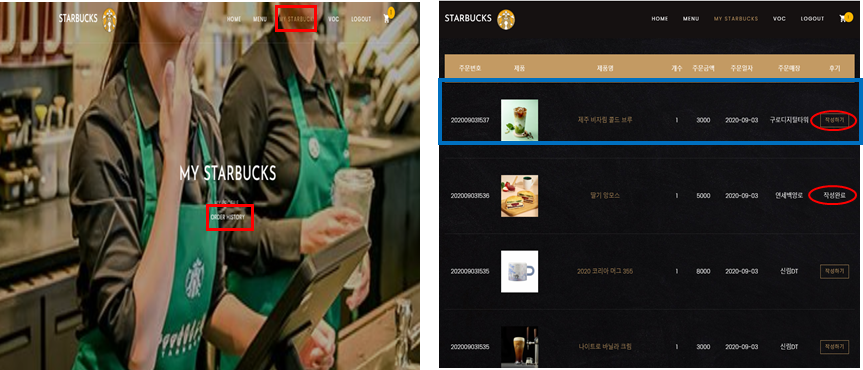 STARBUCKS
HOME MENU MY STARBUCKS VOC LOGOUT
MY STARBUCKS
ORDER HISTORY
STARBUCKS
HOME MENU MY STARBUCKS VOC LOGOUT
주문번호 제품 제품명 개수 주문금액 주문일자 주문매장 후기
202009031537 제주 비자림 콜드 브루 1 3000 2020-09-03 구로디지털타워 작성하기
202009031536 딸기 망모스 1 5000 2020-09-03 연세백양로 작성완료
202009031535 2020 코리아 머그 355 1 8000 2020-09-03 신림DT 작성하기
202009031535 나이트로 바닐라 크림 1 3000 2020-09-03 신림DT 작성하기